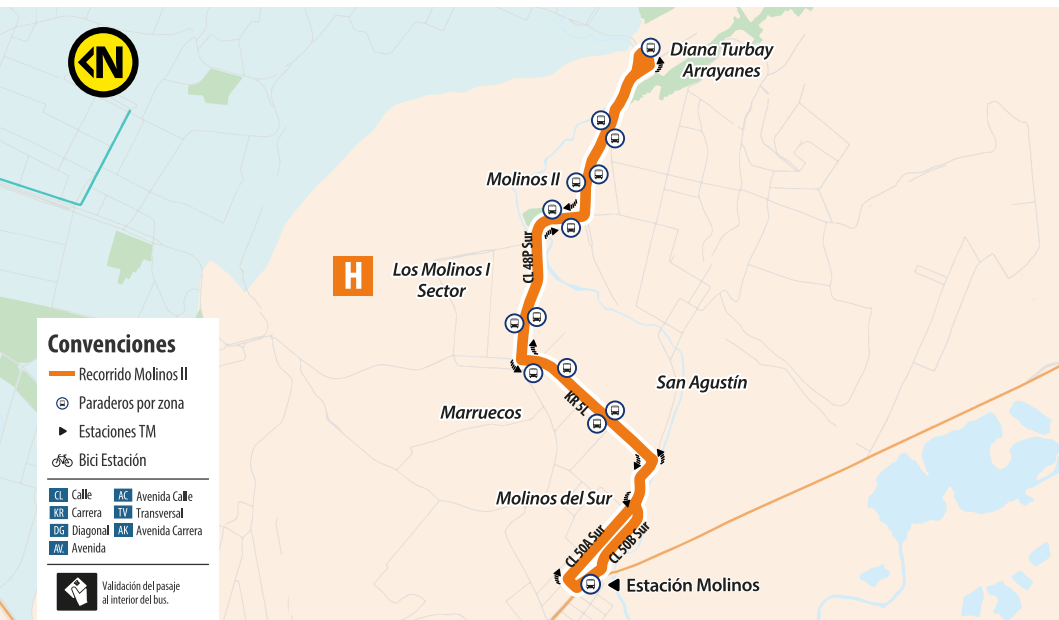 N
Diana Turbay
Arrayanes
Molinos II
CL 48P Sur
H
Los Molinos I
Sector
San Agustín
KR 5L
Marruecos
Molinos del Sur
CL 50A Sur
CL 50B Sur
Estación Molinos
Convenciones
Recorrido Molinos II
Paraderos por zona
Estaciones TM
Bici Estación
CL Calle
AC Avenida Calle
KR Carrera
TV Transversal
DG Diagonal
AK Avenida Carrera
AV. Avenida
Validación del pasaje
al interior del bus.